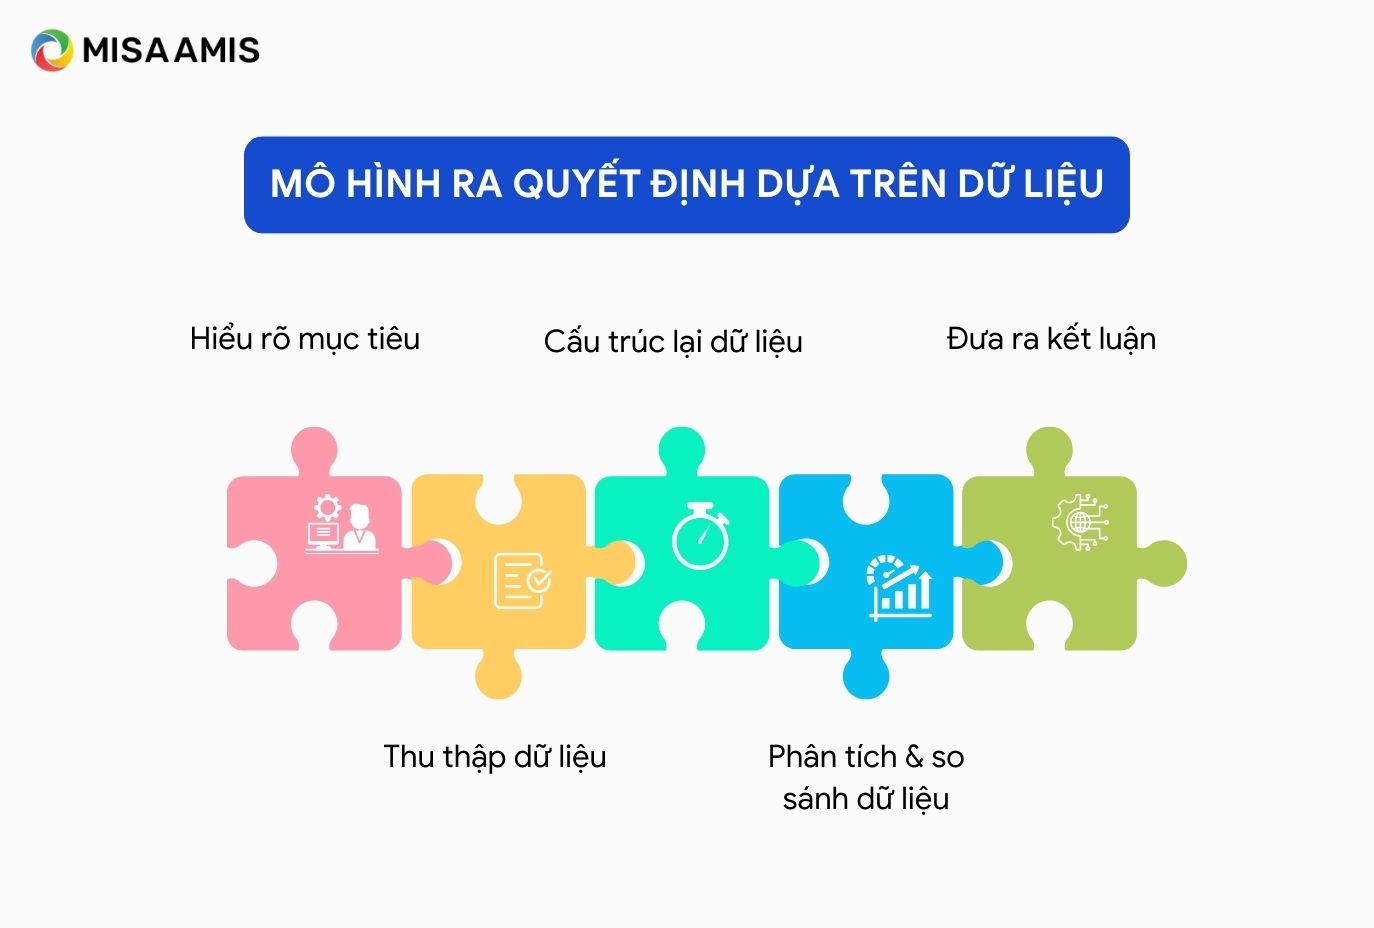 MISA AMIS
MÔ HÌNH RA QUYẾT ĐỊNH DỰA TRÊN DỮ LIỆU
Hiểu rõ mục tiêu
Cấu trúc lại dữ liệu
Đưa ra kết luận
Thu thập dữ liệu
Phân tích & so
sánh dữ liệu